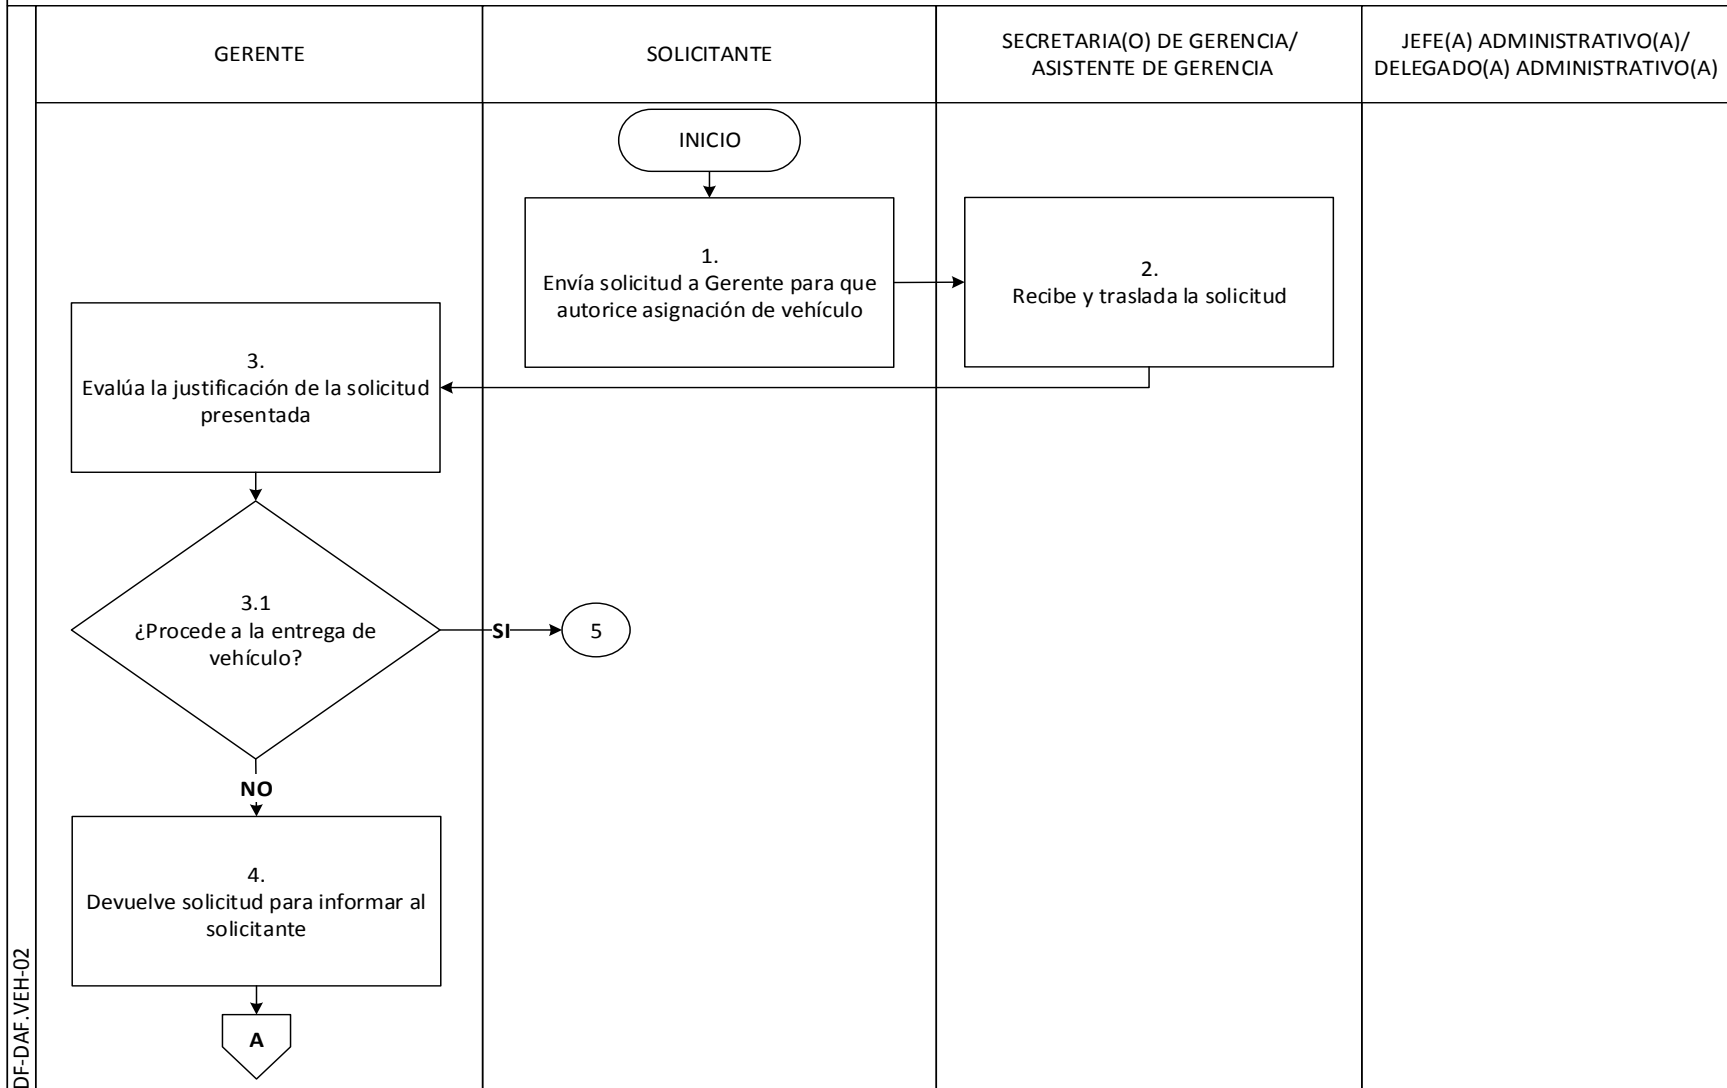 GERENTE
SOLICITANTE
SECRETARIA(O) DE GERENCIA/
ASISTENTE DE GERENCIA
JEFE(A) ADMINISTRATIVO(A)/
DELEGADO(A) ADMINISTRATIVO(A)
INICIO
1.
Envía solicitud a Gerente para que
autorice asignación de vehículo
2.
Recibe y traslada la solicitud
3.
Evalúa la justificación de la solicitud
presentada
3.1
¿Procede a la entrega de
vehículo?
SI
5
NO
4.
Devuelve solicitud para informar al
solicitante
A
DF-DAF.VEH-02